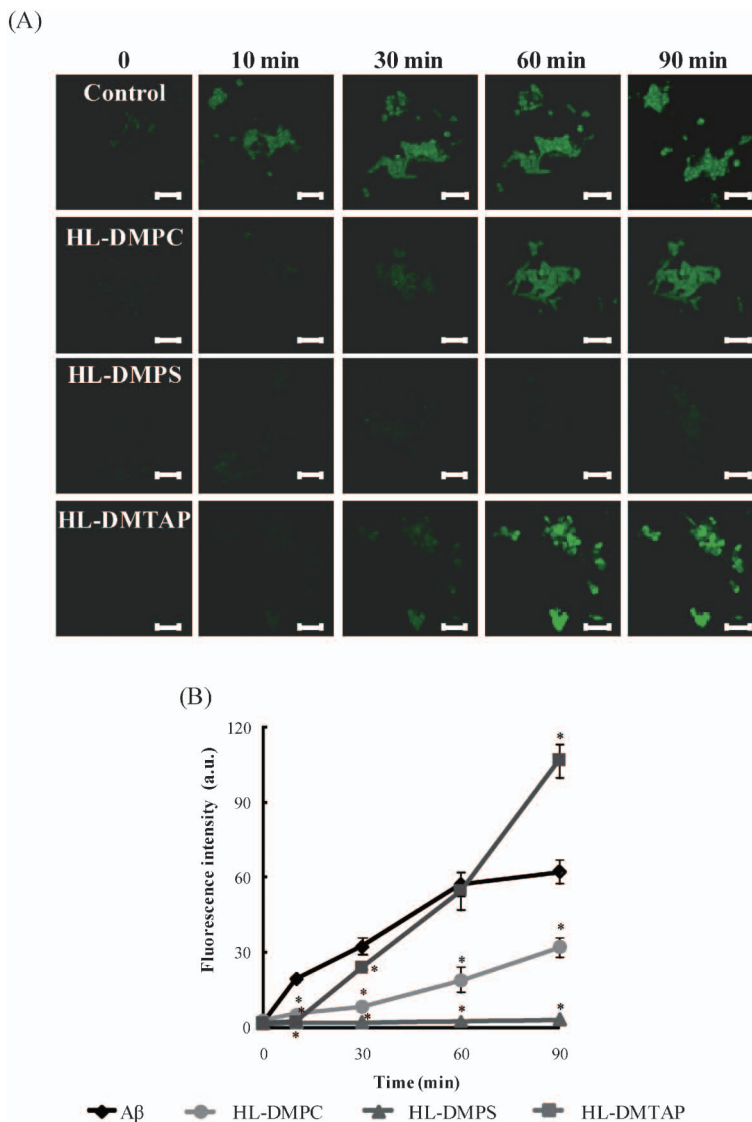 (A)
0 10 min 30 min 60 min 90 min
Control
HL-DMPC
HL-DMPS
HL-DMTAP
(B)
Fluorescence intensity (a.u.)
120
90
60
30
0
0 30 60 90
Time (min)
Aβ HL-DMPC HL-DMPS HL-DMTAP